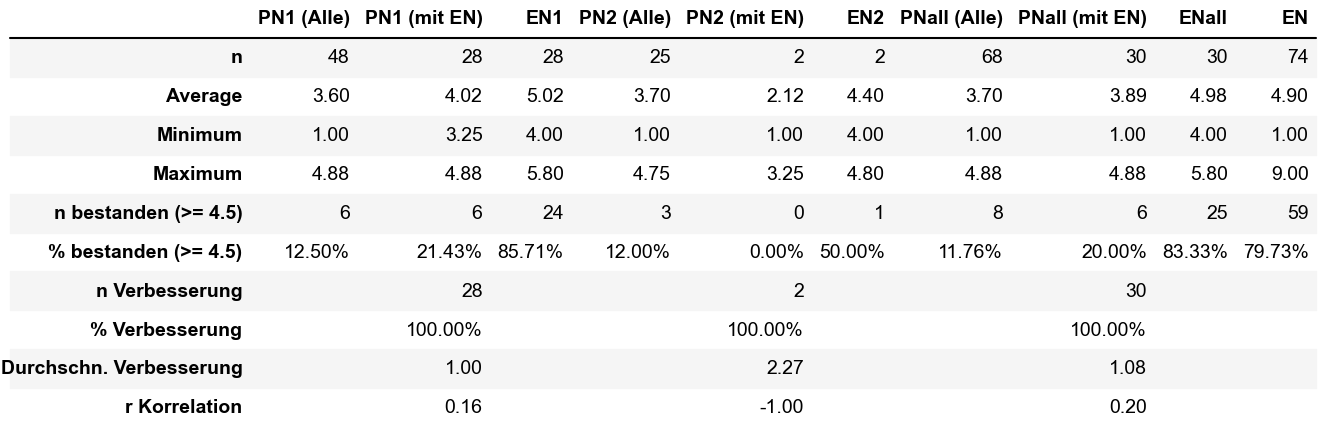 PN1 (Alle) PN1 (mit EN) EN1 PN2 (Alle) PN2 (mit EN) EN2 PNall (Alle) PNall (mit EN) ENall EN
n 48 28 28 25 2 2 68 30 30 74
Average 3.60 4.02 5.02 3.70 2.12 4.40 3.70 3.89 4.98 4.90
Minimum 1.00 3.25 4.00 1.00 1.00 4.00 1.00 1.00 4.00 1.00
Maximum 4.88 4.88 5.80 4.75 3.25 4.80 4.88 4.88 5.80 9.00
n bestanden (>= 4.5) 6 6 24 3 0 1 8 6 25 59
% bestanden (>= 4.5) 12.50% 21.43% 85.71% 12.00% 0.00% 50.00% 11.76% 20.00% 83.33% 79.73%
n Verbesserung 28 2 30
% Verbesserung 100.00% 100.00% 100.00%
Durchschn. Verbesserung 1.00 2.27 1.08
r Korrelation 0.16 -1.00 0.20